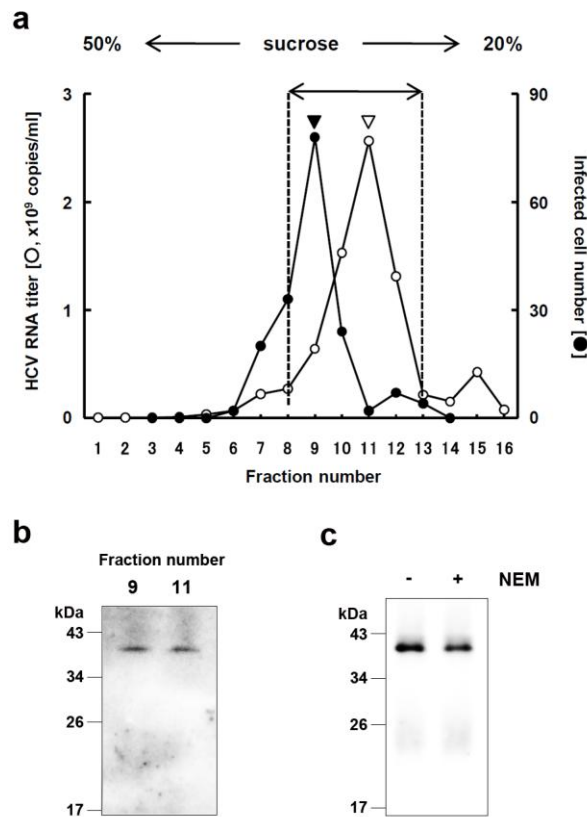 a
50% sucrose 20%
3
2
1
0
HCV RNA titer [○, x10⁹ copies/ml]
90
60
30
0
Infected cell number [●]
1 2 3 4 5 6 7 8 9 10 11 12 13 14 15 16
Fraction number
b
Fraction number
9 11
kDa
43
34
26
17
c
- + NEM
kDa
43
34
26
17